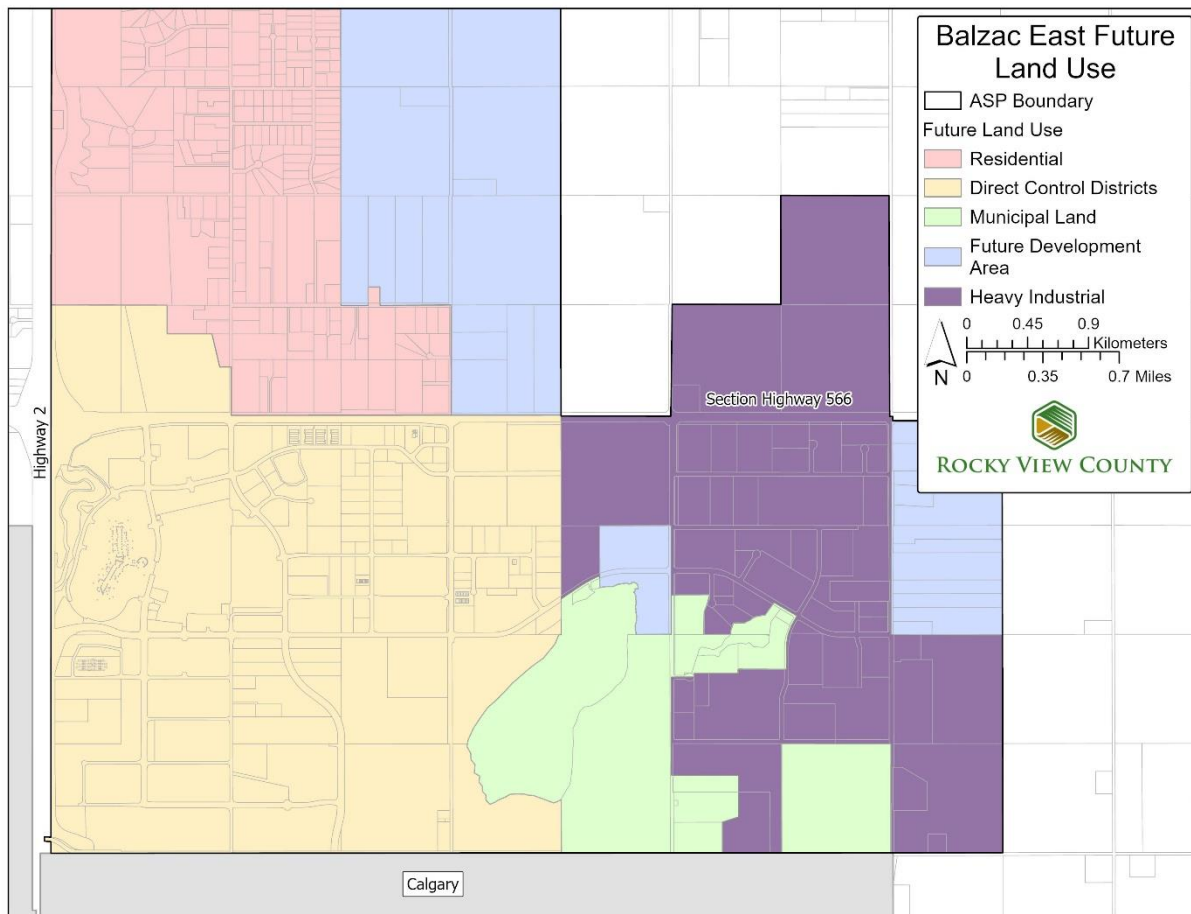 Balzac East Future
Land Use
ASP Boundary
Future Land Use
Residential
Direct Control Districts
Municipal Land
Future Development
Area
Heavy Industrial
N
0 0.45 0.9
Kilometers
0 0.35 0.7 Miles
ROCKY VIEW COUNTY
Highway 2
Section Highway 566
Calgary